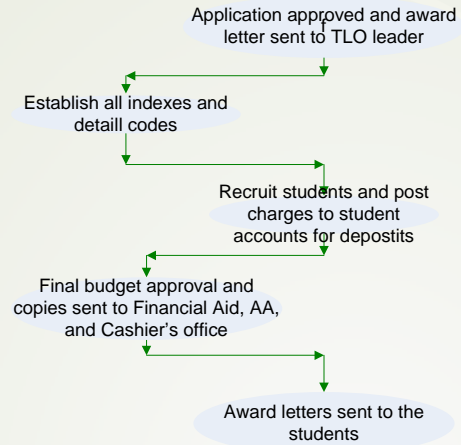 Application approved and award
letter sent to TLO leader
f
Establish all indexes and
detaill codes
Recruit students and post
charges to student
accounts for depostits
Final budget approval and
copies sent to Financial Aid, AA,
and Cashier's office
Award letters sent to the
students